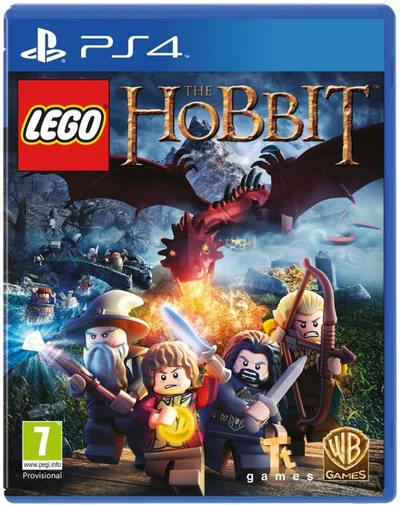 PS4
THE
HOBBIT
LEGO
7
www.pegi.info
Provisional
Tt
games
WB
GAMES